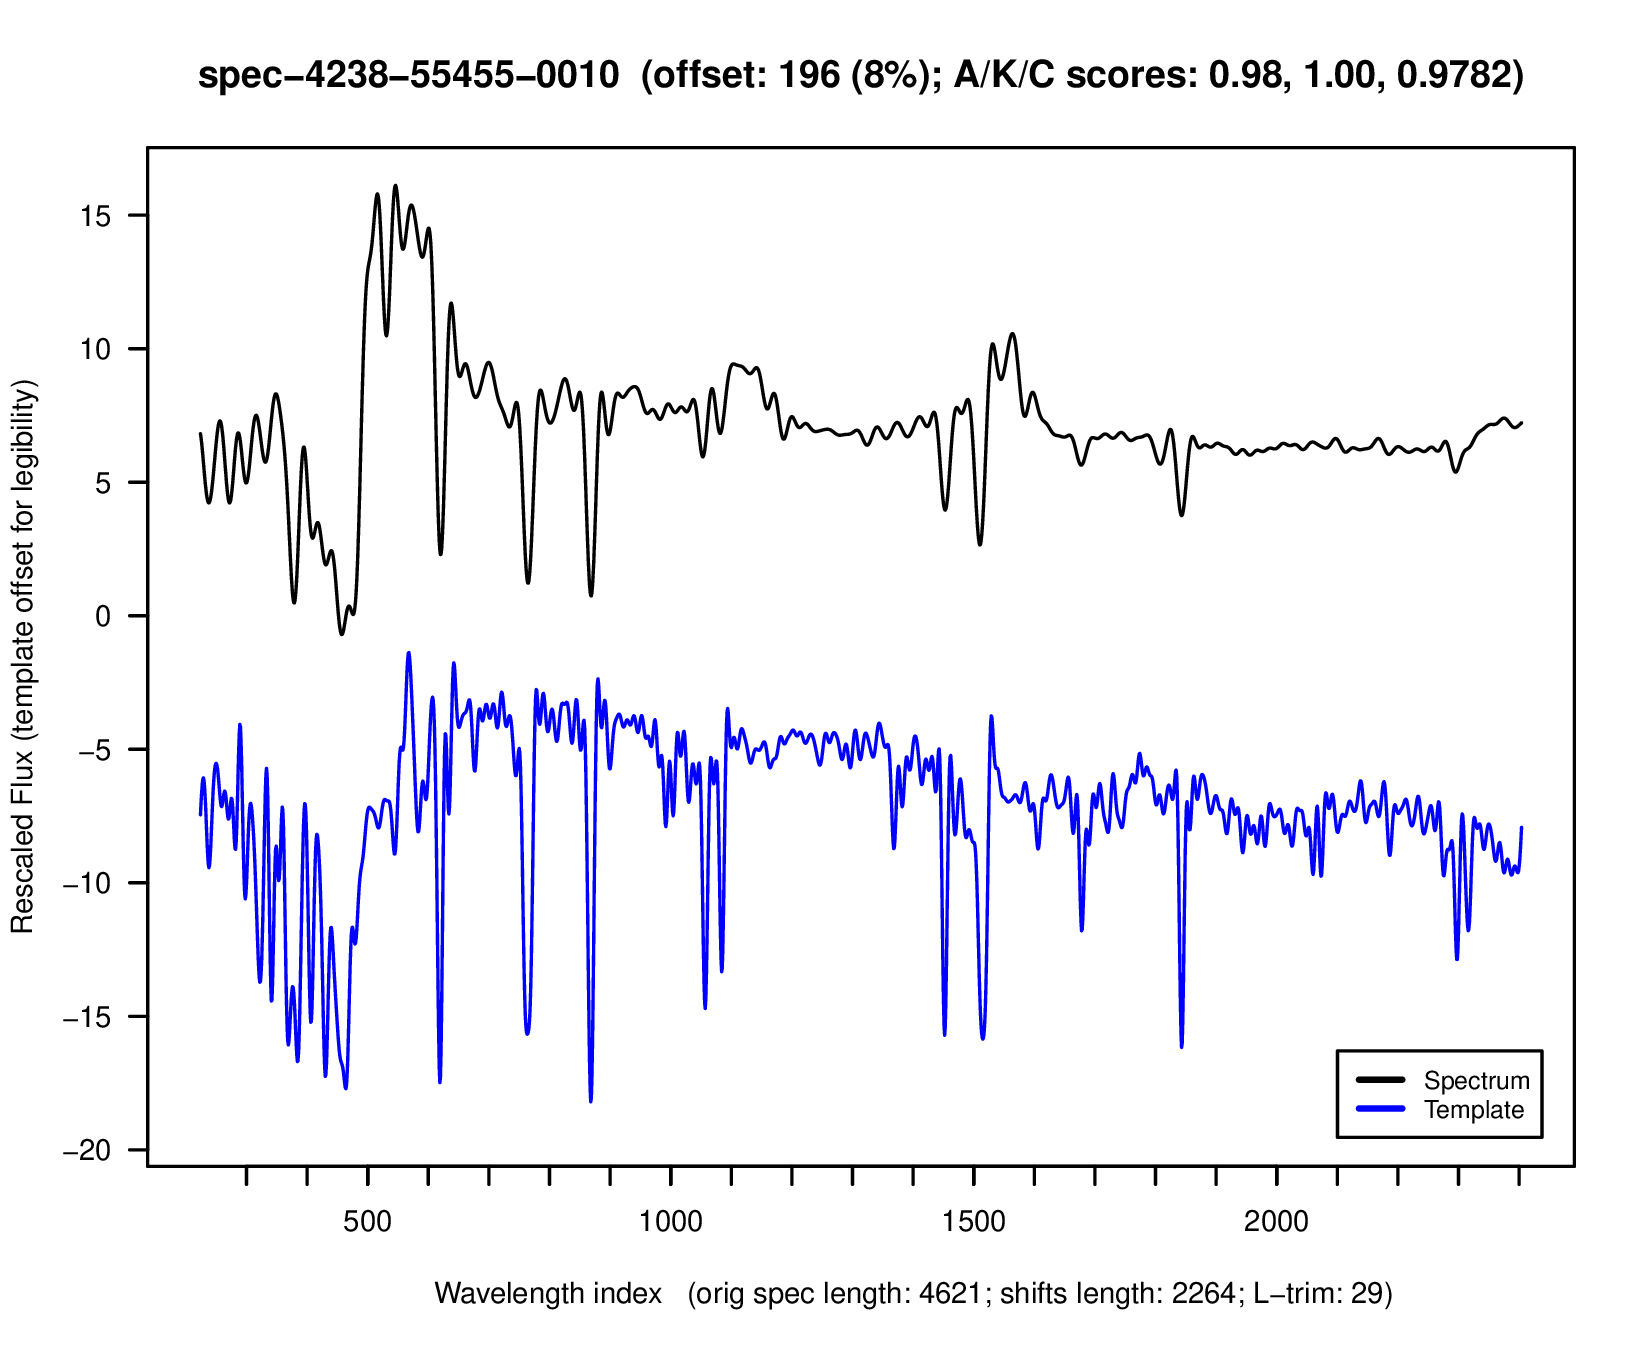 spec−4238−55455−0010 (offset: 196 (8%); A/K/C scores: 0.98, 1.00, 0.9782)
Rescaled Flux (template offset for legibility)
15
10
5
0
−5
−10
−15
−20
Spectrum
Template
500 1000 1500 2000
Wavelength index (orig spec length: 4621; shifts length: 2264; L−trim: 29)